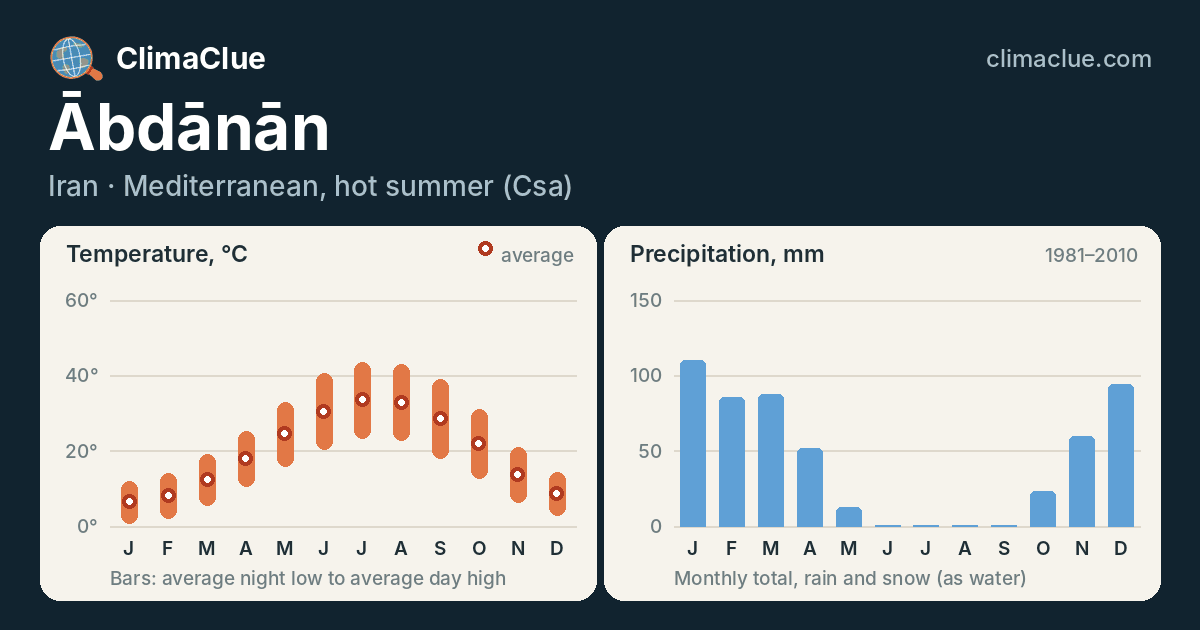 ClimaClue
climaclue.com
Ābdānān
Iran · Mediterranean, hot summer (Csa)
Temperature, °C
average
60°
40°
20°
0°
J F M A M J J A S O N D
Bars: average night low to average day high
Precipitation, mm
1981–2010
150
100
50
0
J F M A M J J A S O N D
Monthly total, rain and snow (as water)